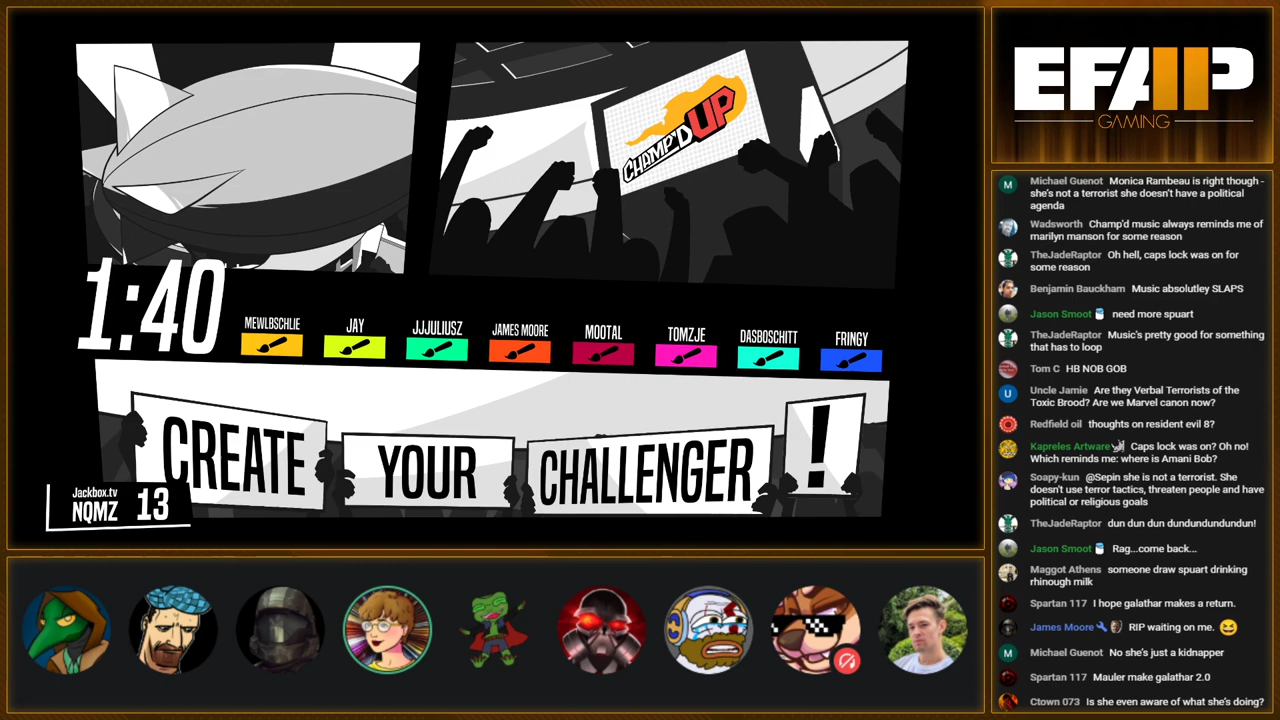 CHAMP'D UP
1:40
MEWLBSCHLIE
JAY
JJJULIUSZ
JAMES MOORE
MOOTAL
TOMZJE
DASBOSCHITT
FRINGY
CREATE
YOUR
CHALLENGER
!
Jackbox.tv
NQMZ
13
EFAP
GAMING
M
Michael Guenot Monica Rambeau is right though -
she's not a terrorist she doesn't have a political
agenda
Wadsworth Champ'd music always reminds me of
marilyn manson for some reason
TheJadeRaptor Oh hell, caps lock was on for
some reason
Benjamin Bauckham Music absolutley SLAPS
Jason Smoot need more spuart
TheJadeRaptor Music's pretty good for something
that has to loop
Tom C HB NOB GOB
U
Uncle Jamie Are they Verbal Terrorists of the
Toxic Brood? Are we Marvel canon now?
Redfield oil thoughts on resident evil 8?
Kapreles Artware Caps lock was on? Oh no!
Which reminds me: where is Amani Bob?
Soapy-kun @Sepin she is not a terrorist. She
doesn't use terror tactics, threaten people and have
political or religious goals
TheJadeRaptor dun dun dun dundundundundun!
Jason Smoot Rag...come back...
Maggot Athens someone draw spuart drinking
rhinough milk
Spartan 117 I hope galathar makes a return.
James Moore RIP waiting on me. 😆
M
Michael Guenot No she's just a kidnapper
Spartan 117 Mauler make galathar 2.0
Ctown 073 Is she even aware of what she's doing?